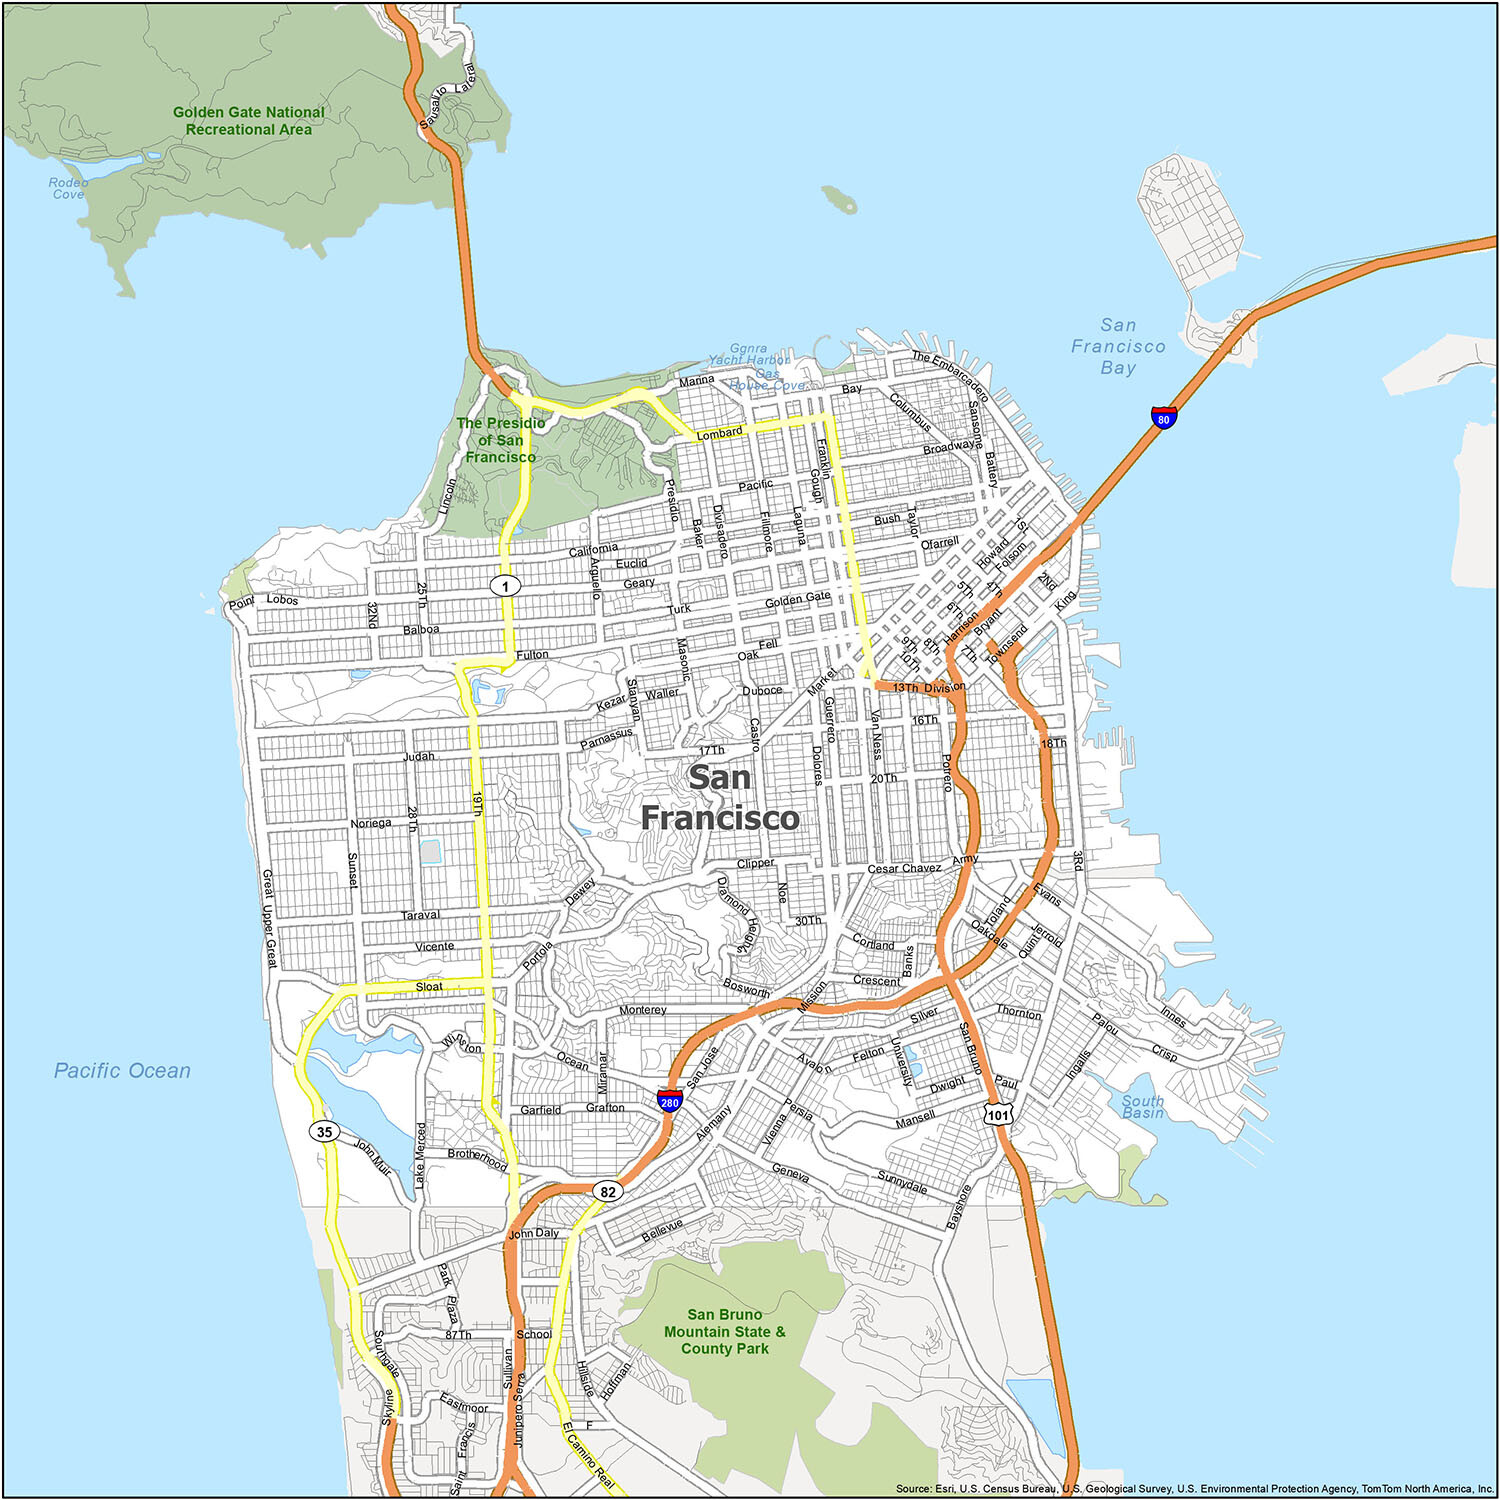 Golden Gate National
Recreational Area
Sausalito Lateral
Rodeo
Cove
San
Francisco
Bay
80
Ggnra
Yacht Harbor
Gas
House Cove
The Embarcadero
Marina
Bay
Columbus
Sansome
Battery
The Presidio
of San
Francisco
Lombard
Franklin
Gough
Broadway
Lincoln
Presidio
Pacific
Divisadero
Baker
Fillmore
Laguna
Bush
Taylor
Ofarrell
1St
Howard
Folsom
California
Euclid
Geary
Arguello
1
25Th
32Nd
Point Lobos
Balboa
Fulton
Turk
Golden Gate
5Th
4Th
2Nd
King
6Th
Harrison
Bryant
Townsend
7Th
8Th
9Th
10Th
Fell
Oak
Masonic
Stanyan
Kezar
Waller
Duboce
Market
13Th Division
Parnassus
Judah
17Th
Castro
Guerrero
Dolores
Van Ness
16Th
18Th
20Th
Potrero
San
Francisco
19Th
28Th
Noriega
Sunset
Great
Upper Great
Clipper
Noe
Cesar Chavez
Army
3Rd
Dewey
Diamond Heights
30Th
Taraval
Vicente
Portola
Cortland
Banks
Crescent
Toland
Evans
Oakdale
Quint
Jerrold
Sloat
Bosworth
Mission
Monterey
Silver
Thornton
Palou
Innes
Crisp
Winston
Ocean
Miramar
San Jose
Avalon
Felton
University
San Bruno
Ingalls
Dwight
Paul
Pacific Ocean
280
Garfield
Grafton
Alemany
Persia
Vienna
Mansell
101
South
Basin
35
John Muir
Lake Merced
Brotherhood
82
Geneva
Sunnydale
Bayshore
John Daly
Bellevue
Park Plaza
87Th
School
San Bruno
Mountain State &
County Park
Southgate
Sullivan
Skyline
Eastmoor
Junipero Serra
Hillside
Hoffman
F
Saint Francis
El Camino Real
Source: Esri, U.S. Census Bureau, U.S. Geological Survey, U.S. Environmental Protection Agency, TomTom North America, Inc.